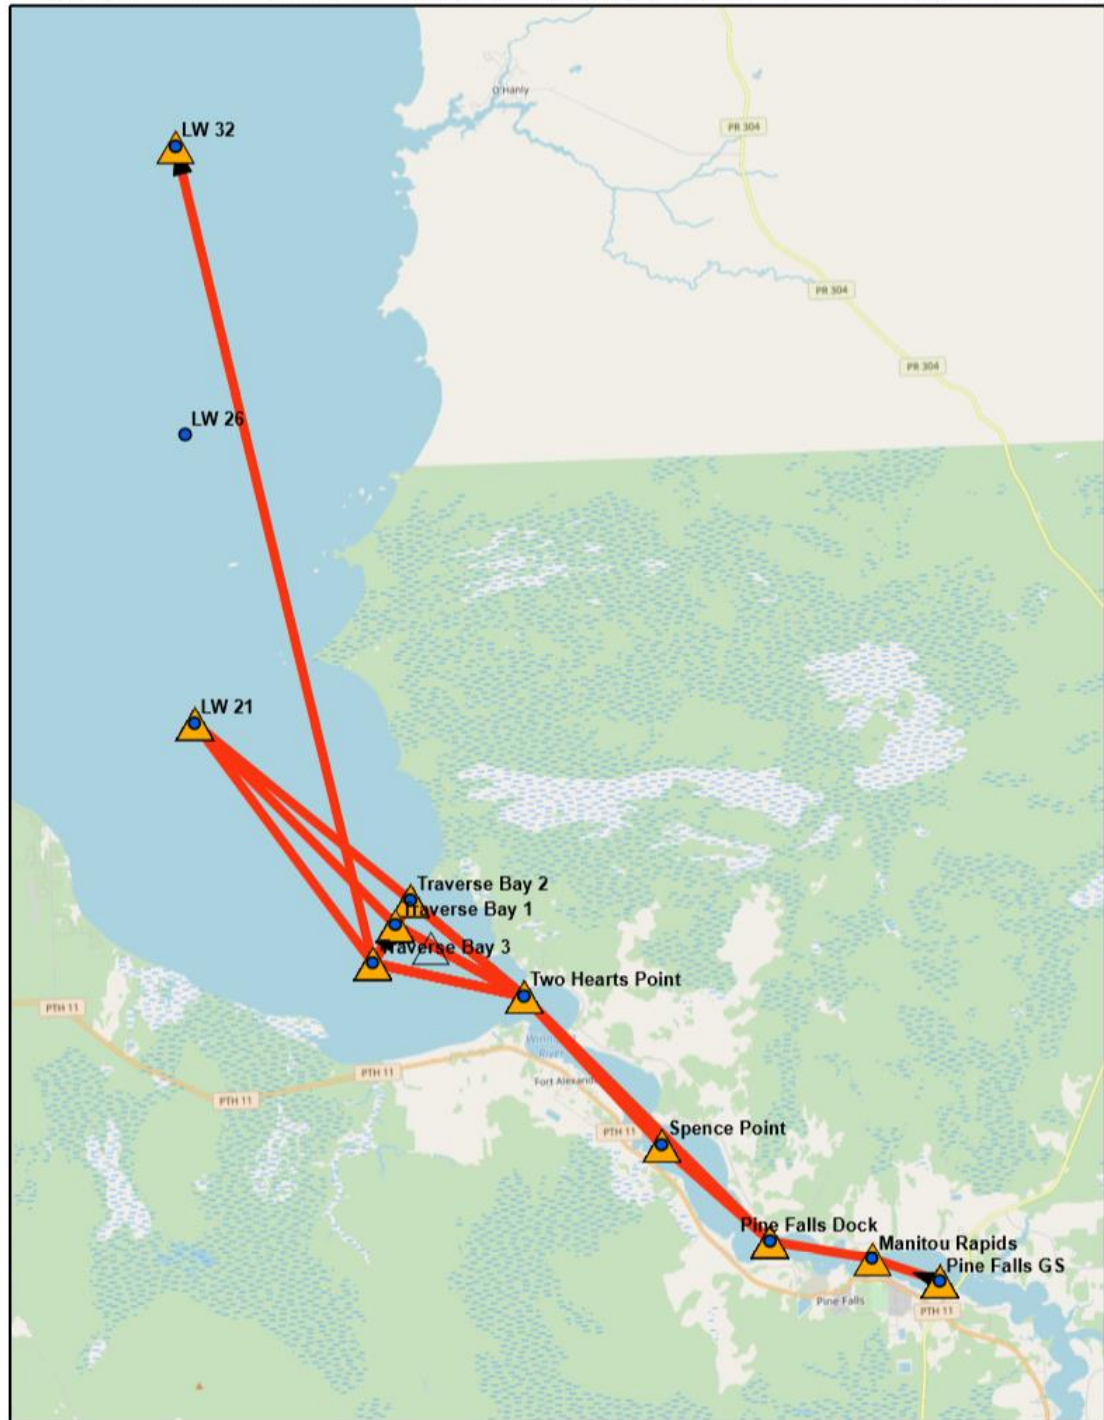 O'Hanly
LW 32
PR 304
PR 304
PR 304
LW 26
LW 21
Traverse Bay 2
Traverse Bay 1
Traverse Bay 3
Two Hearts Point
PTH 11
River
Fort Alexand
PTH 11
PTH 11
PTH 11
Spence Point
Pine Falls Dock
Manitou Rapids
Pine Falls GS
Pine Falls
PTH 11